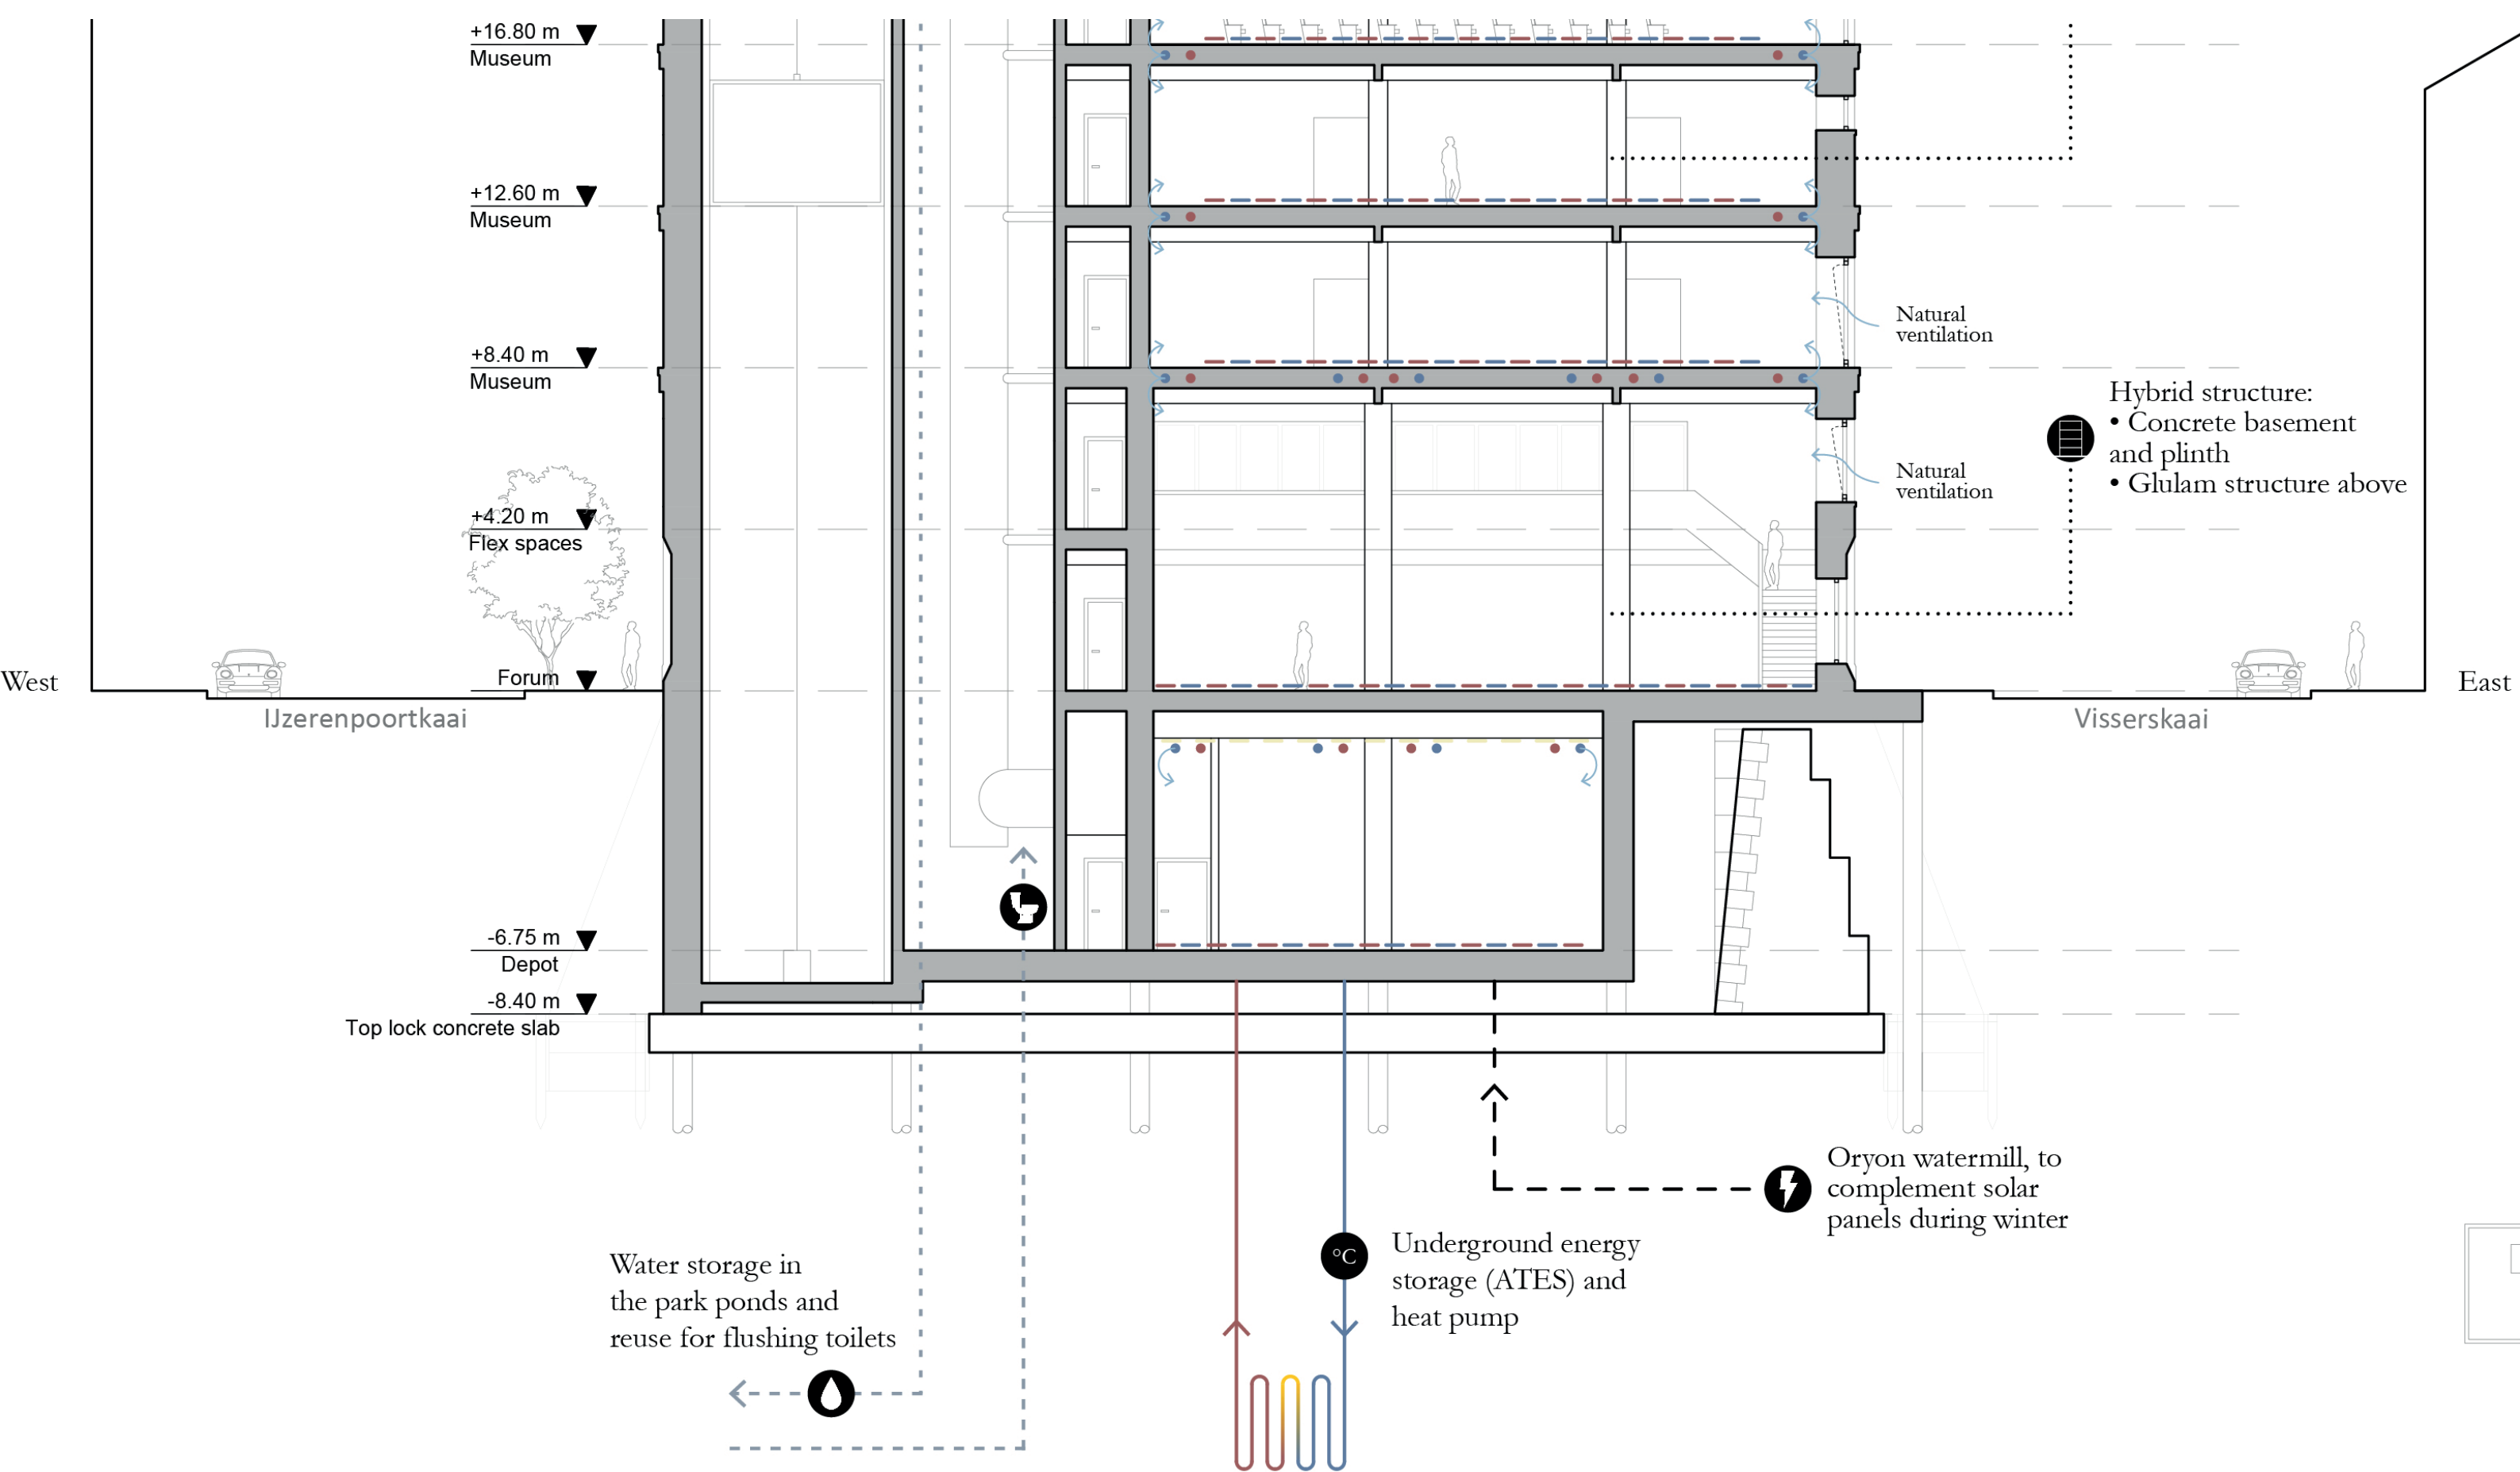 +16.80 m
Museum
+12.60 m
Museum
+8.40 m
Museum
+4.20 m
Flex spaces
Forum
West
IJzerenpoortkaai
-6.75 m
Depot
-8.40 m
Top lock concrete slab
Natural
ventilation
Natural
ventilation
Hybrid structure:
• Concrete basement
and plinth
• Glulam structure above
East
Visserskaai
Oryon watermill, to
complement solar
panels during winter
°C
Underground energy
storage (ATES) and
heat pump
Water storage in
the park ponds and
reuse for flushing toilets